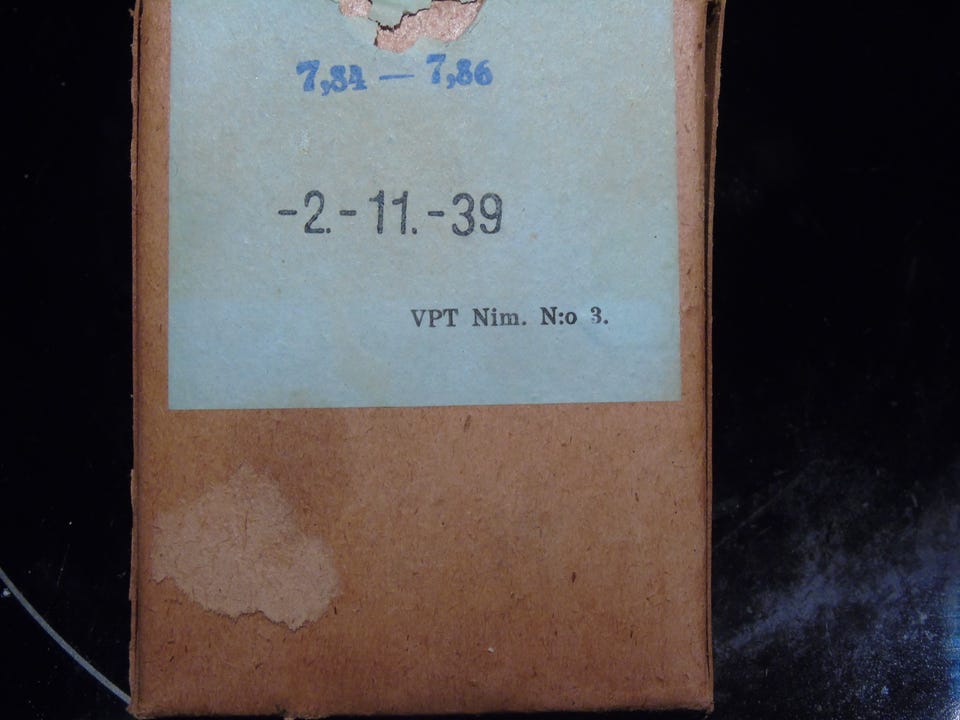 7,84 — 7,86
-2.-11.-39
VPT Nim. N:o 3.